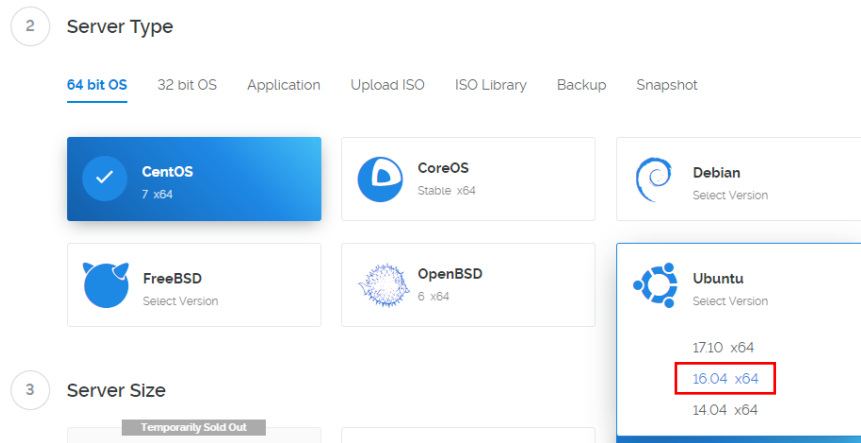 2 Server Type
64 bit OS 32 bit OS Application Upload ISO ISO Library Backup Snapshot
CentOS
7 x64
CoreOS
Stable x64
Debian
Select Version
FreeBSD
Select Version
OpenBSD
6 x64
Ubuntu
Select Version
17.10 x64
16.04 x64
14.04 x64
3 Server Size
Temporarily Sold Out